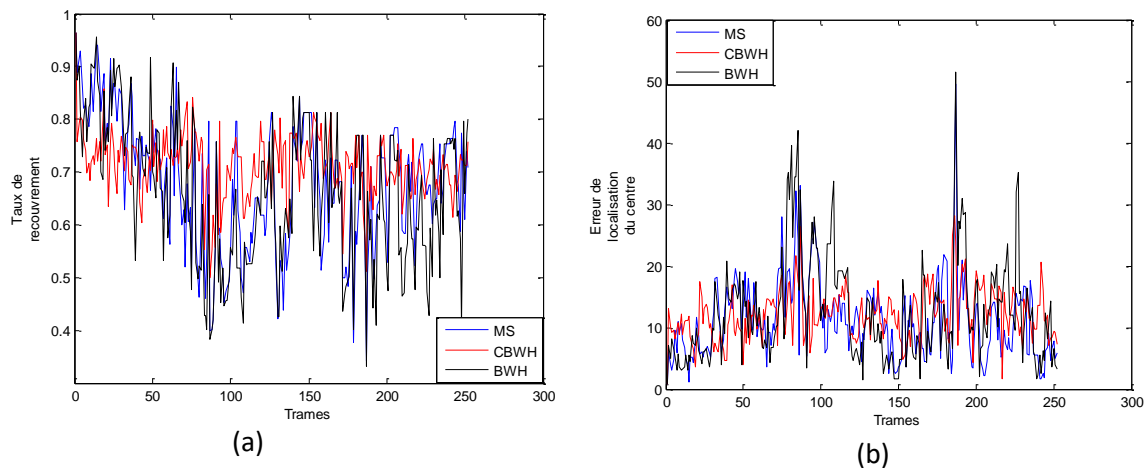 1
0.9
0.8
0.7
0.6
0.5
0.4
Taux de
recouvrement
0
50
100
150
200
250
300
Trames
MS
CBWH
BWH
(a)
60
50
40
30
20
10
0
Erreur de
localisation
du centre
0
50
100
150
200
250
300
Trames
MS
CBWH
BWH
(b)